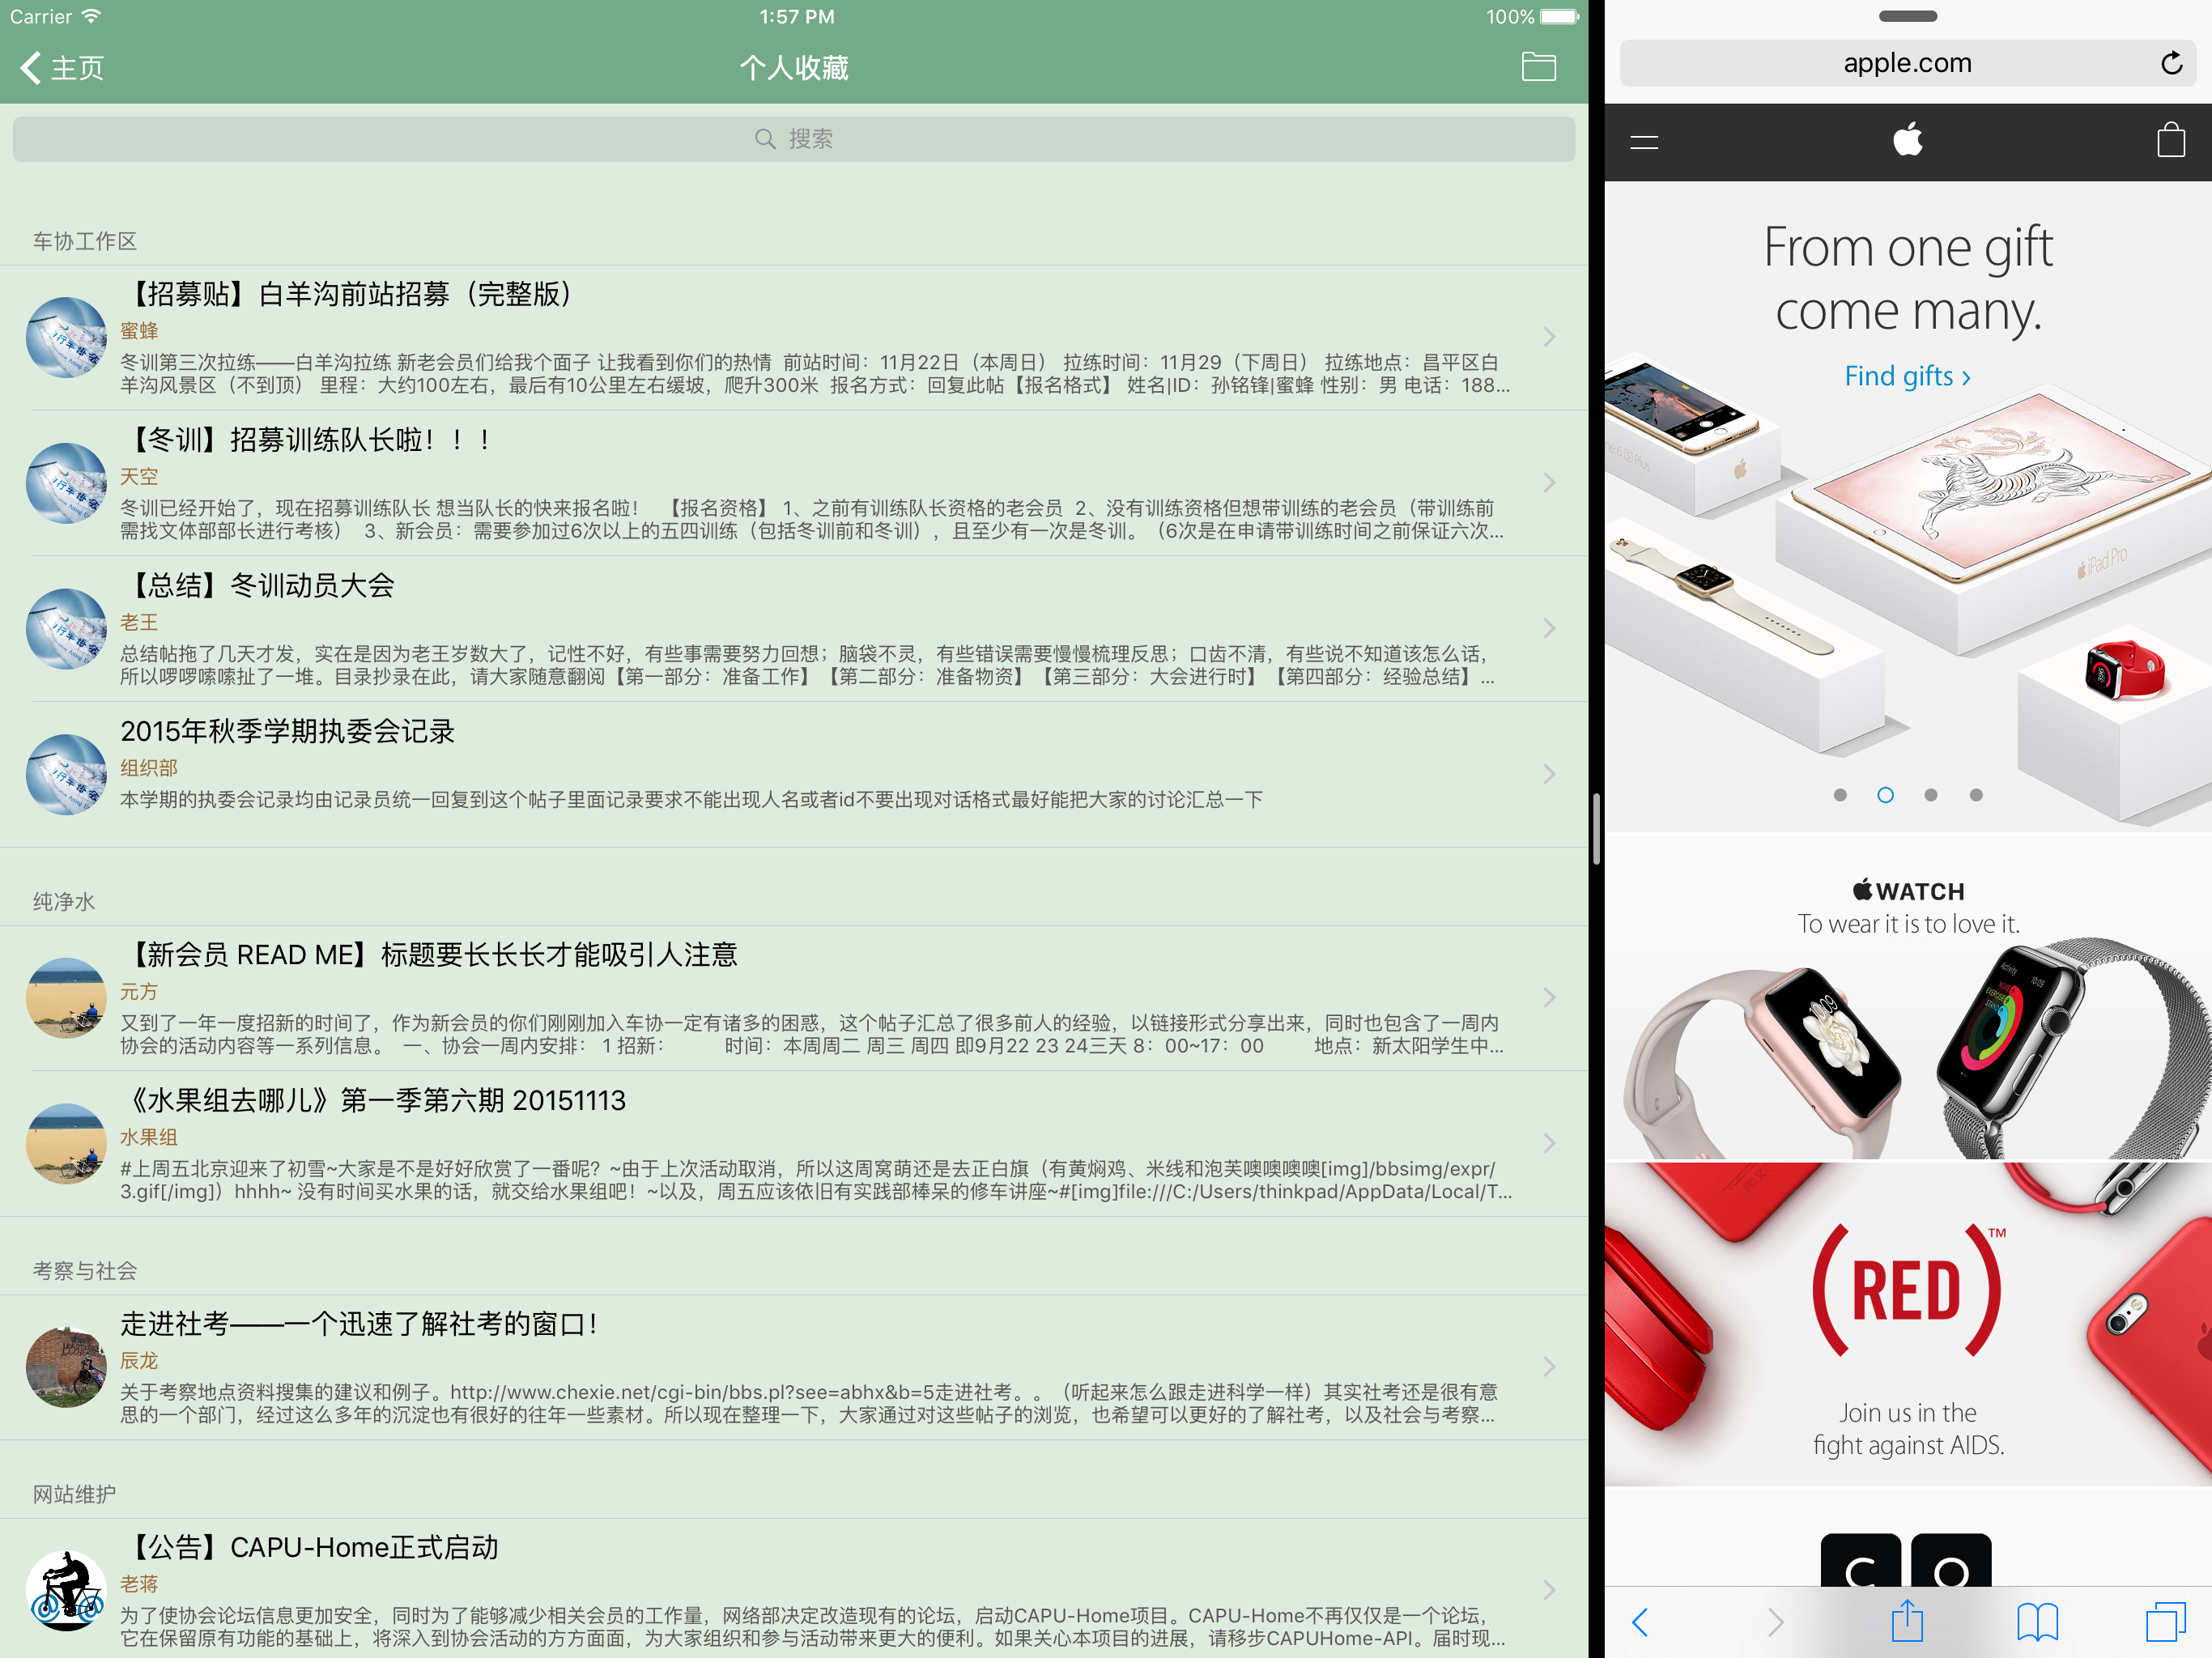 Carrier 1:57 PM 100%
主页 个人收藏
搜索
车协工作区
【招募贴】白羊沟前站招募（完整版）
蜜蜂
冬训第三次拉练——白羊沟拉练 新老会员们给我个面子 让我看到你们的热情 前站时间：11月22日（本周日） 拉练时间：11月29（下周日） 拉练地点：昌平区白
羊沟风景区（不到顶） 里程：大约100左右，最后有10公里左右缓坡，爬升300米 报名方式：回复此帖【报名格式】 姓名|ID：孙铭锋|蜜蜂 性别：男 电话：188...
【冬训】招募训练队长啦！！！
天空
冬训已经开始了，现在招募训练队长 想当队长的快来报名啦！ 【报名资格】 1、之前有训练队长资格的老会员 2、没有训练资格但想带训练的老会员（带训练前
需找文体部部长进行考核） 3、新会员：需要参加过6次以上的五四训练（包括冬训前和冬训），且至少有一次是冬训。（6次是在申请带训练时间之前保证六次...
【总结】冬训动员大会
老王
总结帖拖了几天才发，实在是因为老王岁数大了，记性不好，有些事需要努力回想；脑袋不灵，有些错误需要慢慢梳理反思；口齿不清，有些说不知道该怎么话，
所以啰啰嗦嗦扯了一堆。目录抄录在此，请大家随意翻阅【第一部分：准备工作】【第二部分：准备物资】【第三部分：大会进行时】【第四部分：经验总结】...
2015年秋季学期执委会记录
组织部
本学期的执委会记录均由记录员统一回复到这个帖子里面记录要求不能出现人名或者id不要出现对话格式最好能把大家的讨论汇总一下
纯净水
【新会员 READ ME】标题要长长长才能吸引人注意
元方
又到了一年一度招新的时间了，作为新会员的你们刚刚加入车协一定有诸多的困惑，这个帖子汇总了很多前人的经验，以链接形式分享出来，同时也包含了一周内
协会的活动内容等一系列信息。 一、协会一周内安排： 1 招新： 时间：本周周二 周三 周四 即9月22 23 24三天 8：00~17：00 地点：新太阳学生中...
《水果组去哪儿》第一季第六期 20151113
水果组
#上周五北京迎来了初雪~大家是不是好好欣赏了一番呢？~由于上次活动取消，所以这周窝萌还是去正白旗（有黄焖鸡、米线和泡芙噢噢噢噢[img]/bbsimg/expr/
3.gif[/img]）hhhh~ 没有时间买水果的话，就交给水果组吧！~以及，周五应该依旧有实践部棒呆的修车讲座~#[img]file:///C:/Users/thinkpad/AppData/Local/T...
考察与社会
走进社考——一个迅速了解社考的窗口！
辰龙
关于考察地点资料搜集的建议和例子。http://www.chexie.net/cgi-bin/bbs.pl?see=abhx&b=5走进社考。。（听起来怎么跟走进科学一样）其实社考还是很有意
思的一个部门，经过这么多年的沉淀也有很好的往年一些素材。所以现在整理一下，大家通过对这些帖子的浏览，也希望可以更好的了解社考，以及社会与考察...
网站维护
【公告】CAPU-Home正式启动
老蒋
为了使协会论坛信息更加安全，同时为了能够减少相关会员的工作量，网络部决定改造现有的论坛，启动CAPU-Home项目。CAPU-Home不再仅仅是一个论坛，
它在保留原有功能的基础上，将深入到协会活动的方方面面，为大家组织和参与活动带来更大的便利。如果关心本项目的进展，请移步CAPUHome-API。届时现...
apple.com
From one gift
come many.
Find gifts ›
iPad Pro
WATCH
To wear it is to love it.
Activity 10:09
(RED)™
Join us in the
fight against AIDS.
C O